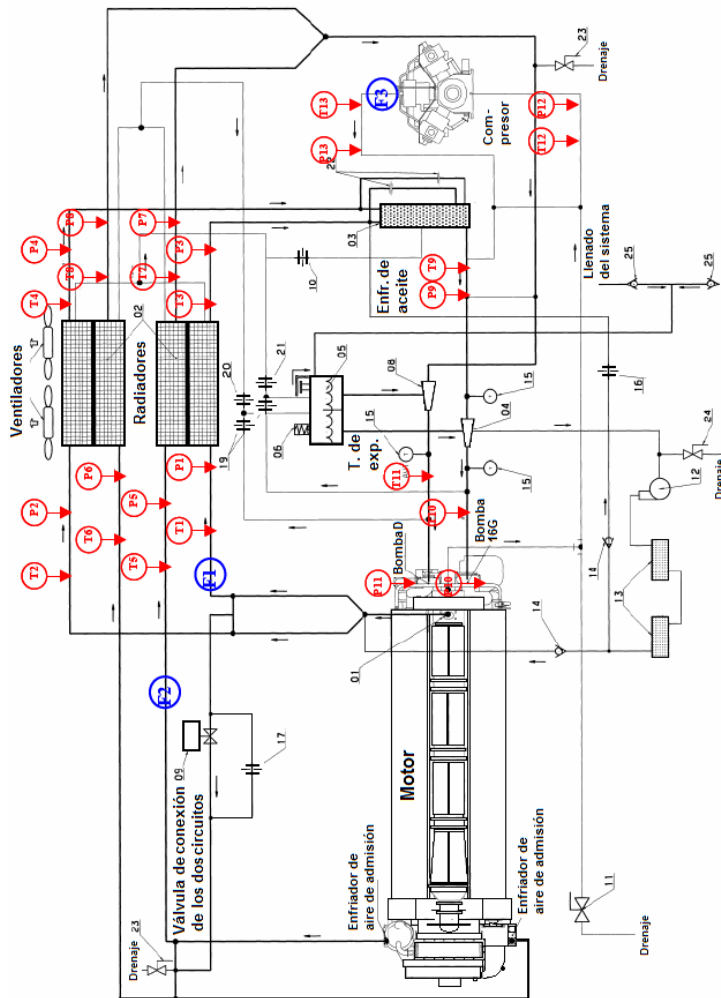 23
Drenaje
T13
F3
P13
22
Com-
presor
P12
T12
P4
P8
P7
P3
T4
T8
T7
T3
03
10
Enfr. de
aceite
T9
P9
Llenado
del sistema
25
25
Ventiladores
02
Radiadores
20
21
19
05
06
08
15
04
15
15
16
T. de
exp.
T11
24
12
Drenaje
P2
P6
P5
P1
T2
T6
T5
T1
F1
Bomba D
Bomba
16G
P11
P10
14
13
14
01
F2
09
17
Válvula de conexión
de los dos circuitos
Motor
23
Drenaje
Enfriador de
aire de admisión
Enfriador de
aire de admisión
11
Drenaje